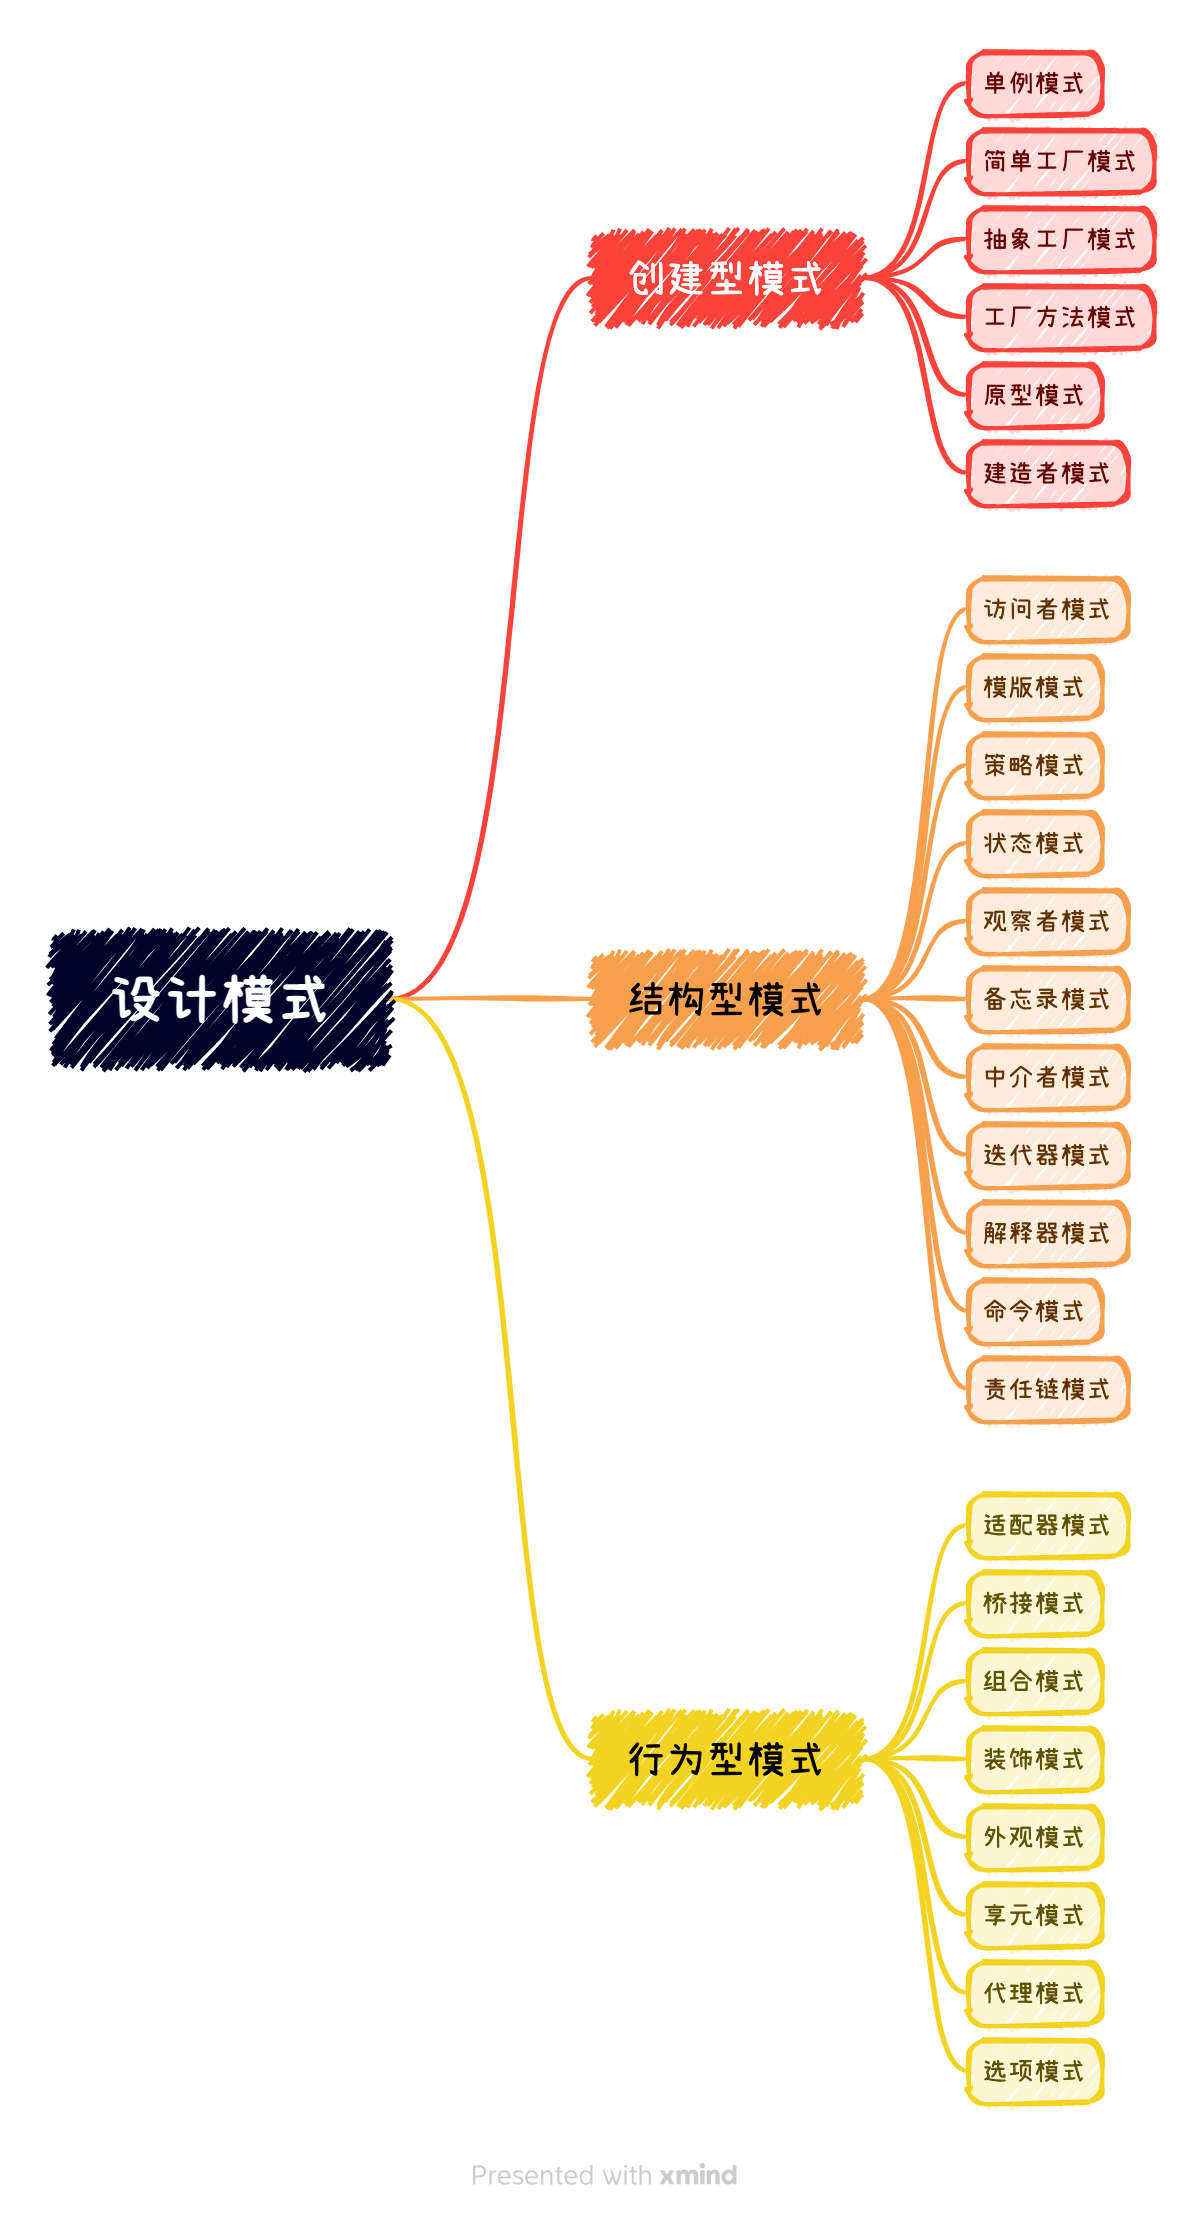 设计模式
创建型模式
单例模式
简单工厂模式
抽象工厂模式
工厂方法模式
原型模式
建造者模式
结构型模式
访问者模式
模版模式
策略模式
状态模式
观察者模式
备忘录模式
中介者模式
迭代器模式
解释器模式
命令模式
责任链模式
行为型模式
适配器模式
桥接模式
组合模式
装饰模式
外观模式
享元模式
代理模式
选项模式
Presented with xmind